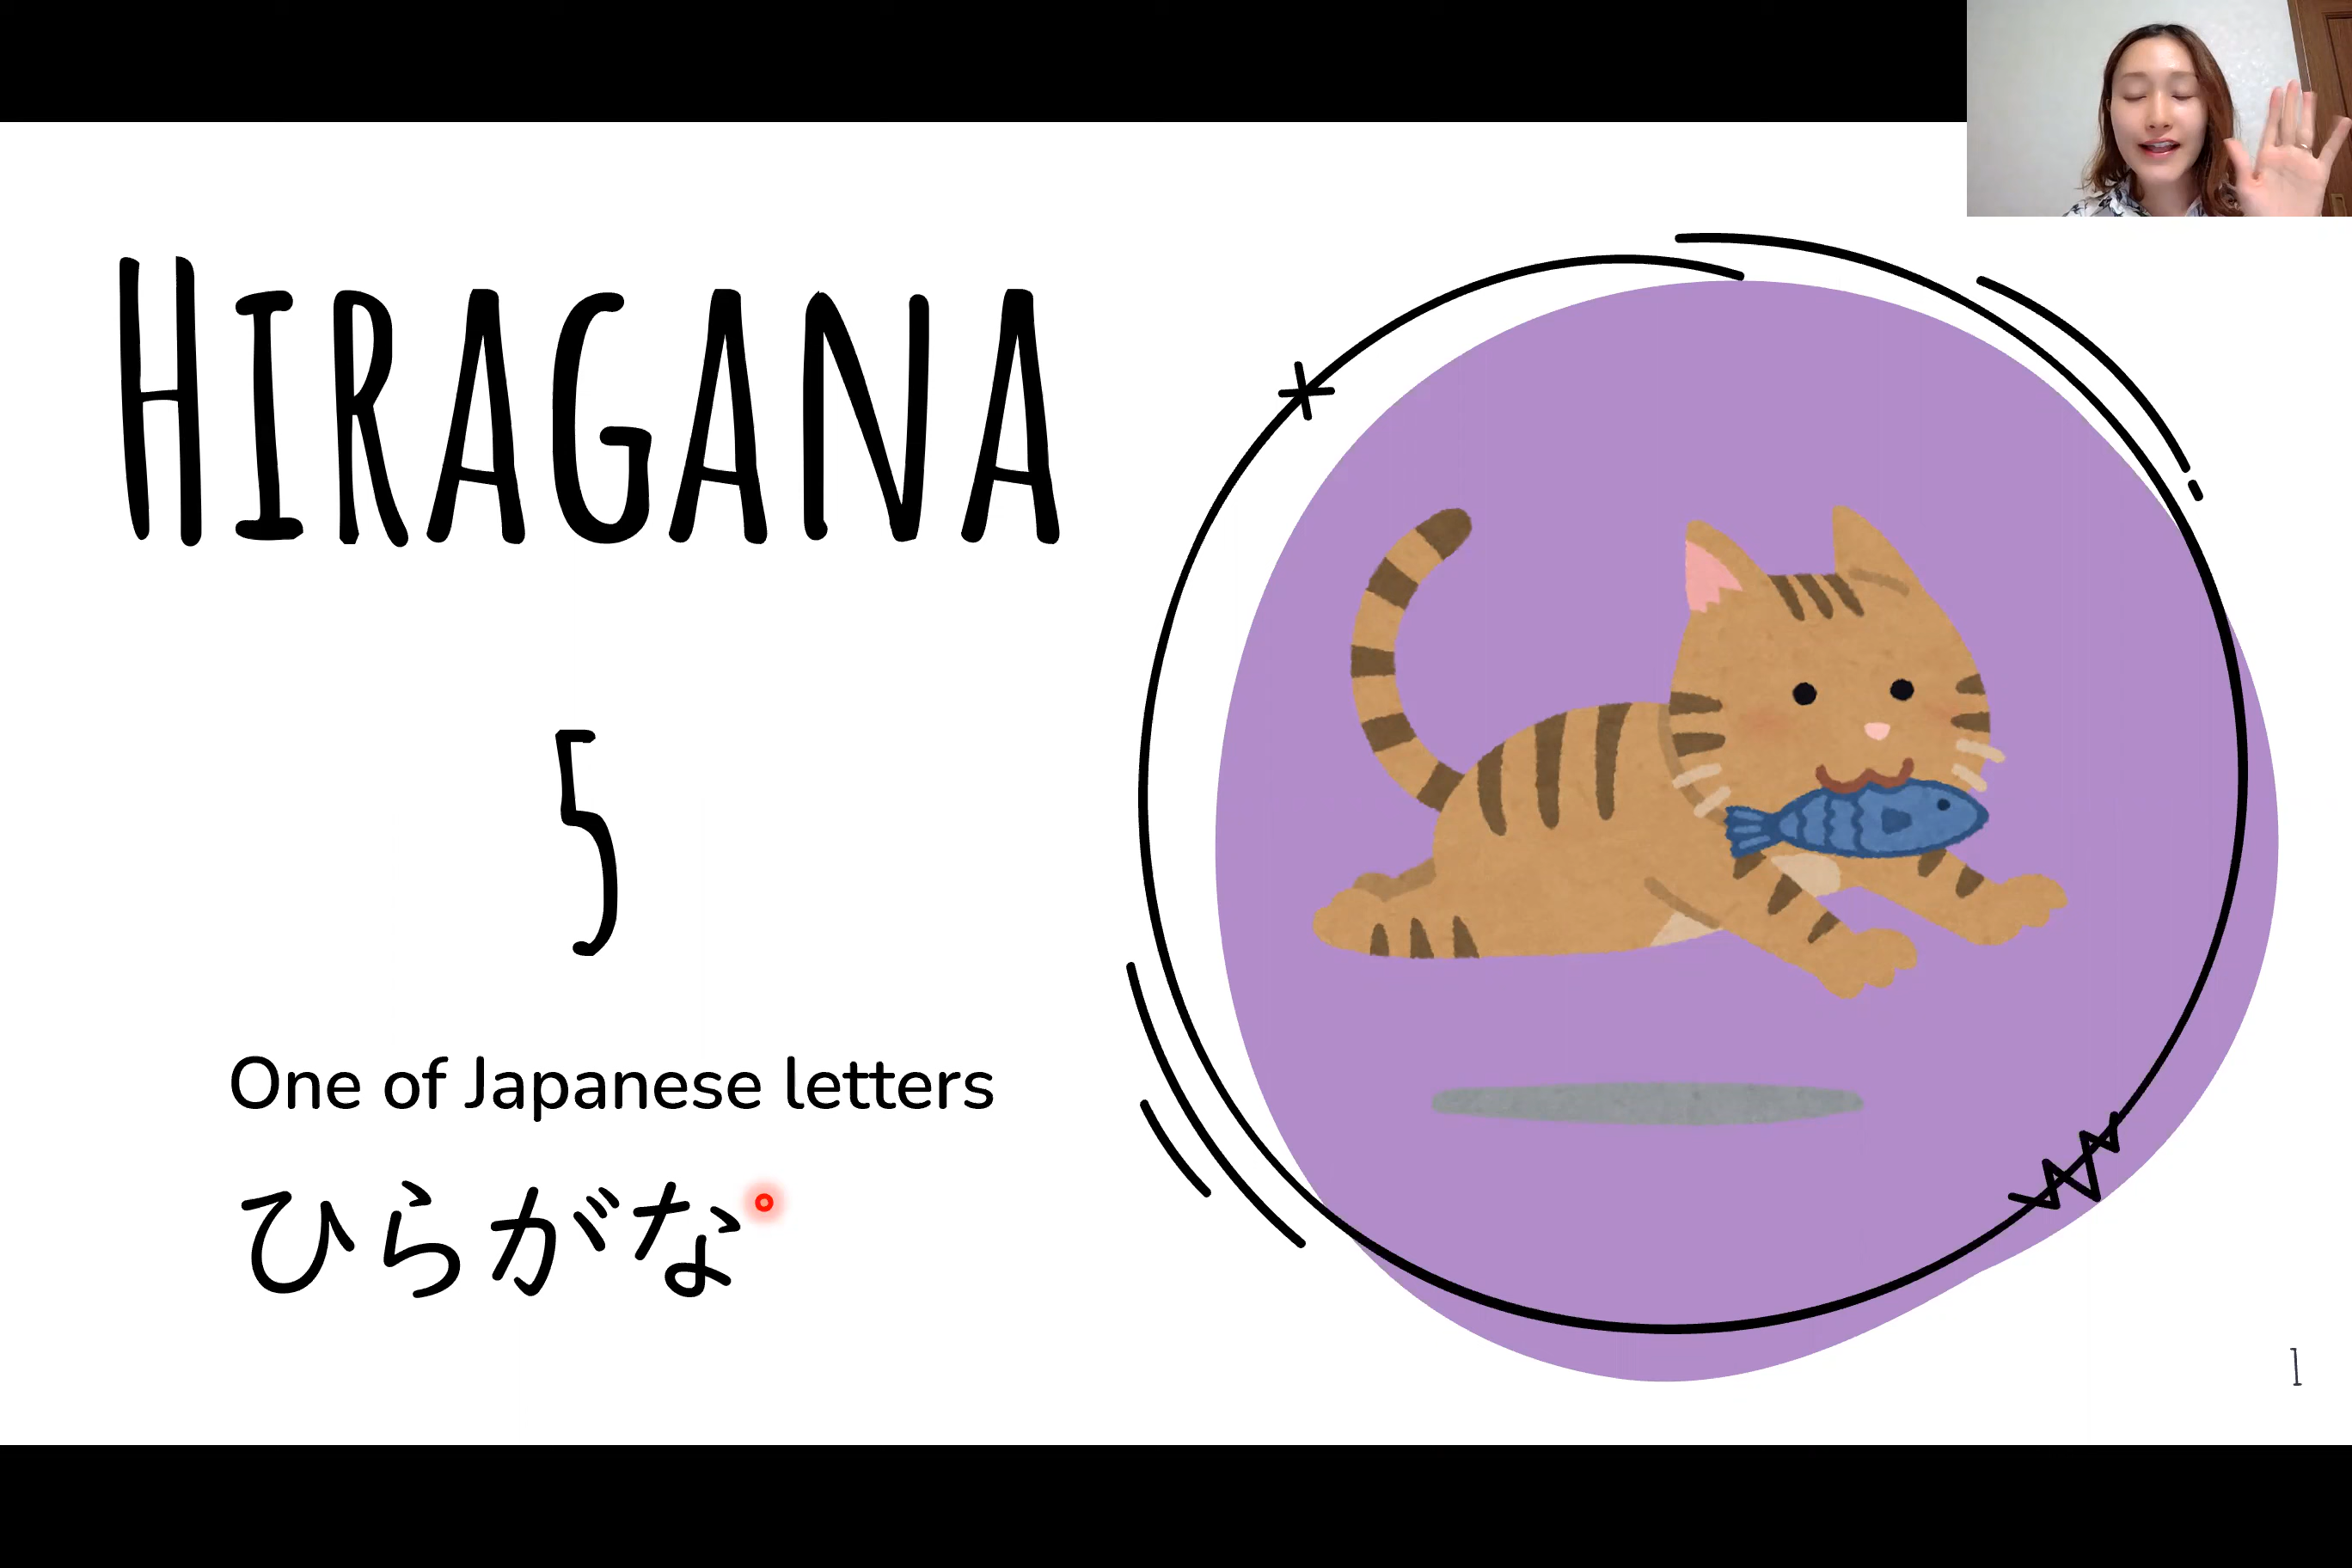 HIRAGANA
5
One of Japanese letters
ひらがな
1